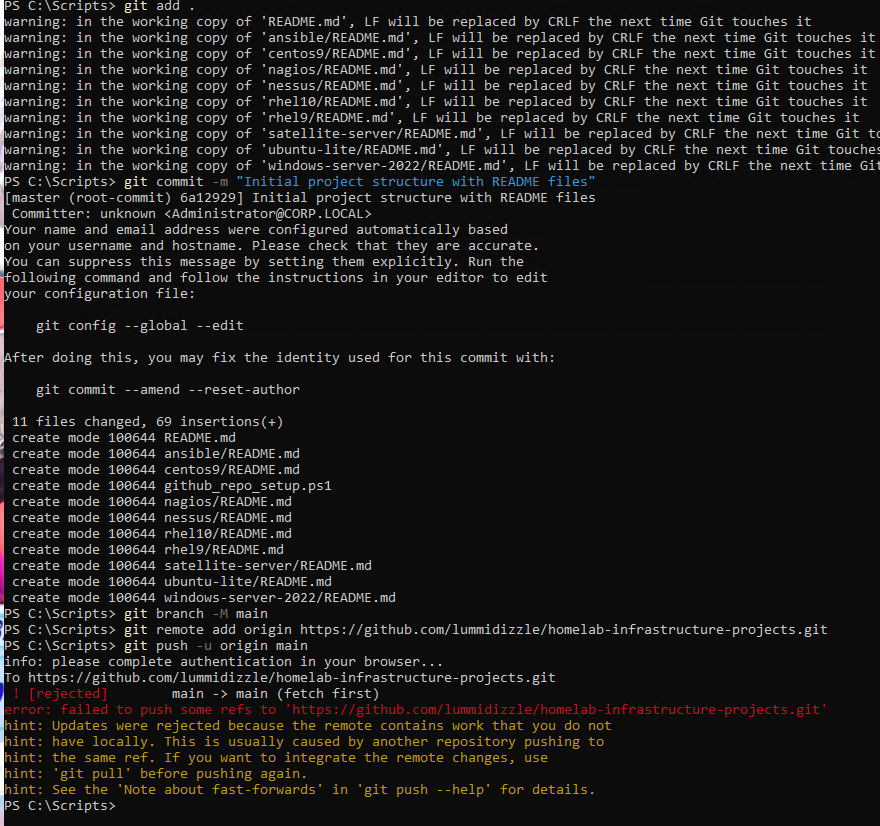 PS C:\Scripts> git add .
warning: in the working copy of 'README.md', LF will be replaced by CRLF the next time Git touches it
warning: in the working copy of 'ansible/README.md', LF will be replaced by CRLF the next time Git touches it
warning: in the working copy of 'centos9/README.md', LF will be replaced by CRLF the next time Git touches it
warning: in the working copy of 'nagios/README.md', LF will be replaced by CRLF the next time Git touches it
warning: in the working copy of 'nessus/README.md', LF will be replaced by CRLF the next time Git touches it
warning: in the working copy of 'rhel10/README.md', LF will be replaced by CRLF the next time Git touches it
warning: in the working copy of 'rhel9/README.md', LF will be replaced by CRLF the next time Git touches it
warning: in the working copy of 'satellite-server/README.md', LF will be replaced by CRLF the next time Git to
warning: in the working copy of 'ubuntu-lite/README.md', LF will be replaced by CRLF the next time Git touches
warning: in the working copy of 'windows-server-2022/README.md', LF will be replaced by CRLF the next time Git
PS C:\Scripts> git commit -m "Initial project structure with README files"
[master (root-commit) 6a12929] Initial project structure with README files
 Committer: unknown <Administrator@CORP.LOCAL>
Your name and email address were configured automatically based
on your username and hostname. Please check that they are accurate.
You can suppress this message by setting them explicitly. Run the
following command and follow the instructions in your editor to edit
your configuration file:
    git config --global --edit
After doing this, you may fix the identity used for this commit with:
    git commit --amend --reset-author
 11 files changed, 69 insertions(+)
 create mode 100644 README.md
 create mode 100644 ansible/README.md
 create mode 100644 centos9/README.md
 create mode 100644 github_repo_setup.ps1
 create mode 100644 nagios/README.md
 create mode 100644 nessus/README.md
 create mode 100644 rhel10/README.md
 create mode 100644 rhel9/README.md
 create mode 100644 satellite-server/README.md
 create mode 100644 ubuntu-lite/README.md
 create mode 100644 windows-server-2022/README.md
PS C:\Scripts> git branch -M main
PS C:\Scripts> git remote add origin https://github.com/lummidizzle/homelab-infrastructure-projects.git
PS C:\Scripts> git push -u origin main
info: please complete authentication in your browser...
To https://github.com/lummidizzle/homelab-infrastructure-projects.git
 ! [rejected]        main -> main (fetch first)
error: failed to push some refs to 'https://github.com/lummidizzle/homelab-infrastructure-projects.git'
hint: Updates were rejected because the remote contains work that you do not
hint: have locally. This is usually caused by another repository pushing to
hint: the same ref. If you want to integrate the remote changes, use
hint: 'git pull' before pushing again.
hint: See the 'Note about fast-forwards' in 'git push --help' for details.
PS C:\Scripts>